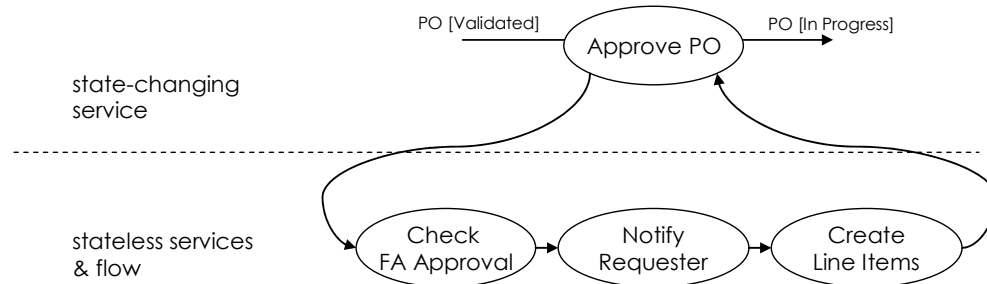 PO [Validated]
Approve PO
PO [In Progress]
state-changing
service
Check
FA Approval
Notify
Requester
Create
Line Items
stateless services
& flow